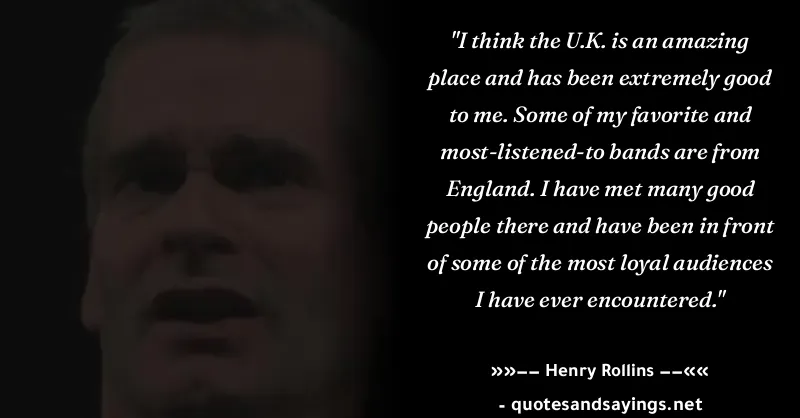 "I think the U.K. is an amazing
place and has been extremely good
to me. Some of my favorite and
most-listened-to bands are from
England. I have met many good
people there and have been in front
of some of the most loyal audiences
I have ever encountered."
»»—— Henry Rollins ——««
- quotesandsayings.net